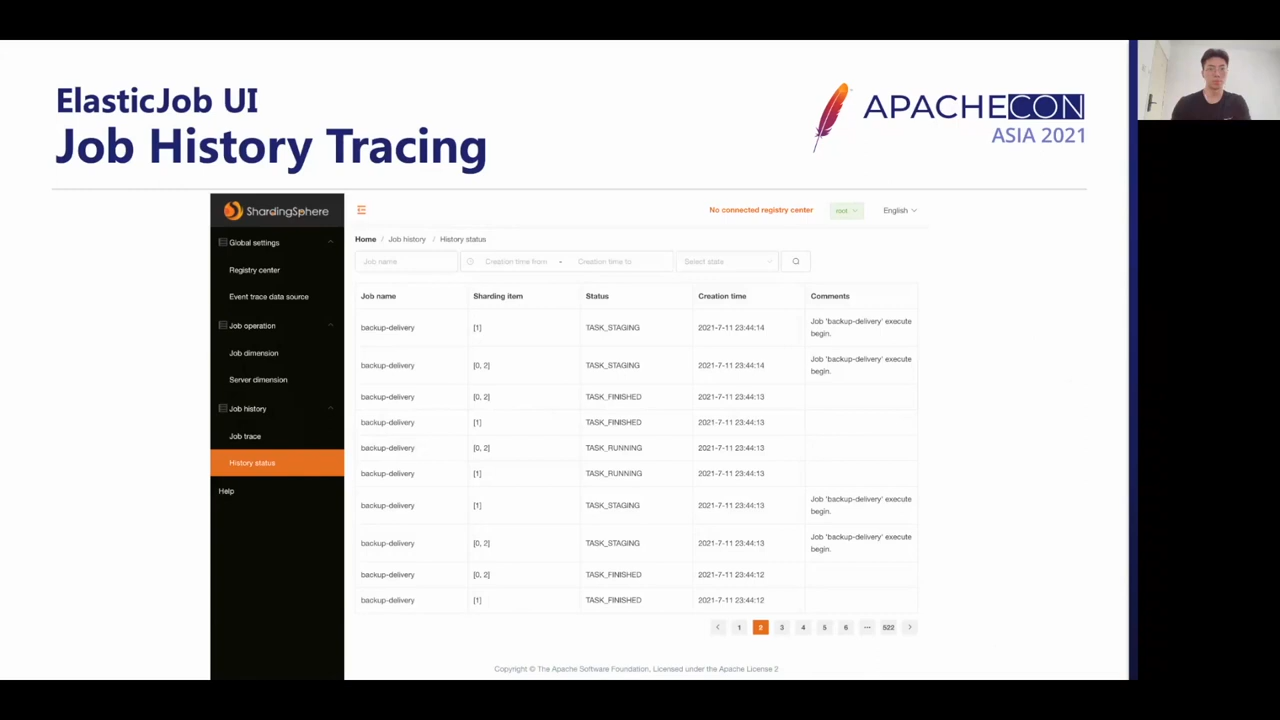 ElasticJob UI
Job History Tracing
APACHECON
ASIA 2021
ShardingSphere
No connected registry center
root
English
Global settings
Registry center
Event trace data source
Job operation
Job dimension
Server dimension
Job history
Job trace
History status
Help
Home / Job history / History status
Job name
Creation time from - Creation time to
Select state
Job name Sharding item Status Creation time Comments
backup-delivery [1] TASK_STAGING 2021-7-11 23:44:14 Job 'backup-delivery' execute
begin.
backup-delivery [0, 2] TASK_STAGING 2021-7-11 23:44:14 Job 'backup-delivery' execute
begin.
backup-delivery [0, 2] TASK_FINISHED 2021-7-11 23:44:13
backup-delivery [1] TASK_FINISHED 2021-7-11 23:44:13
backup-delivery [0, 2] TASK_RUNNING 2021-7-11 23:44:13
backup-delivery [1] TASK_RUNNING 2021-7-11 23:44:13
backup-delivery [1] TASK_STAGING 2021-7-11 23:44:13 Job 'backup-delivery' execute
begin.
backup-delivery [0, 2] TASK_STAGING 2021-7-11 23:44:13 Job 'backup-delivery' execute
begin.
backup-delivery [0, 2] TASK_FINISHED 2021-7-11 23:44:12
backup-delivery [1] TASK_FINISHED 2021-7-11 23:44:12
< 1 2 3 4 5 6 ··· 522 >
Copyright © The Apache Software Foundation, Licensed under the Apache License 2